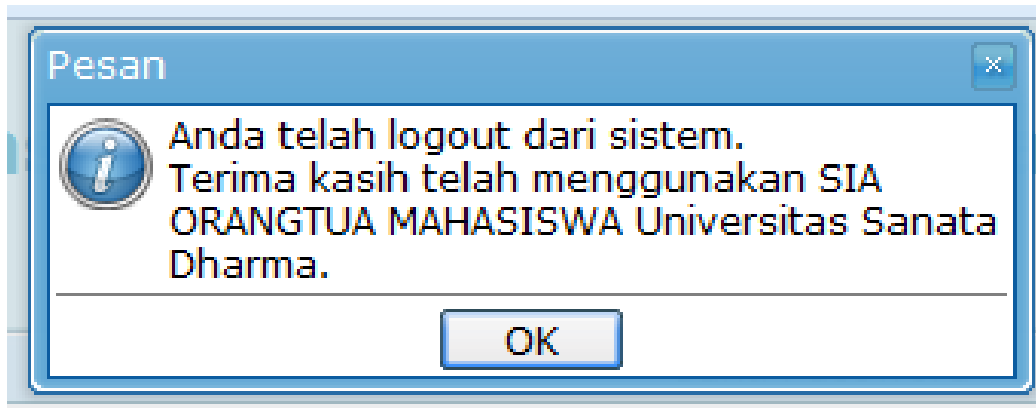 Pesan
Anda telah logout dari sistem.
Terima kasih telah menggunakan SIA
ORANGTUA MAHASISWA Universitas Sanata
Dharma.
OK